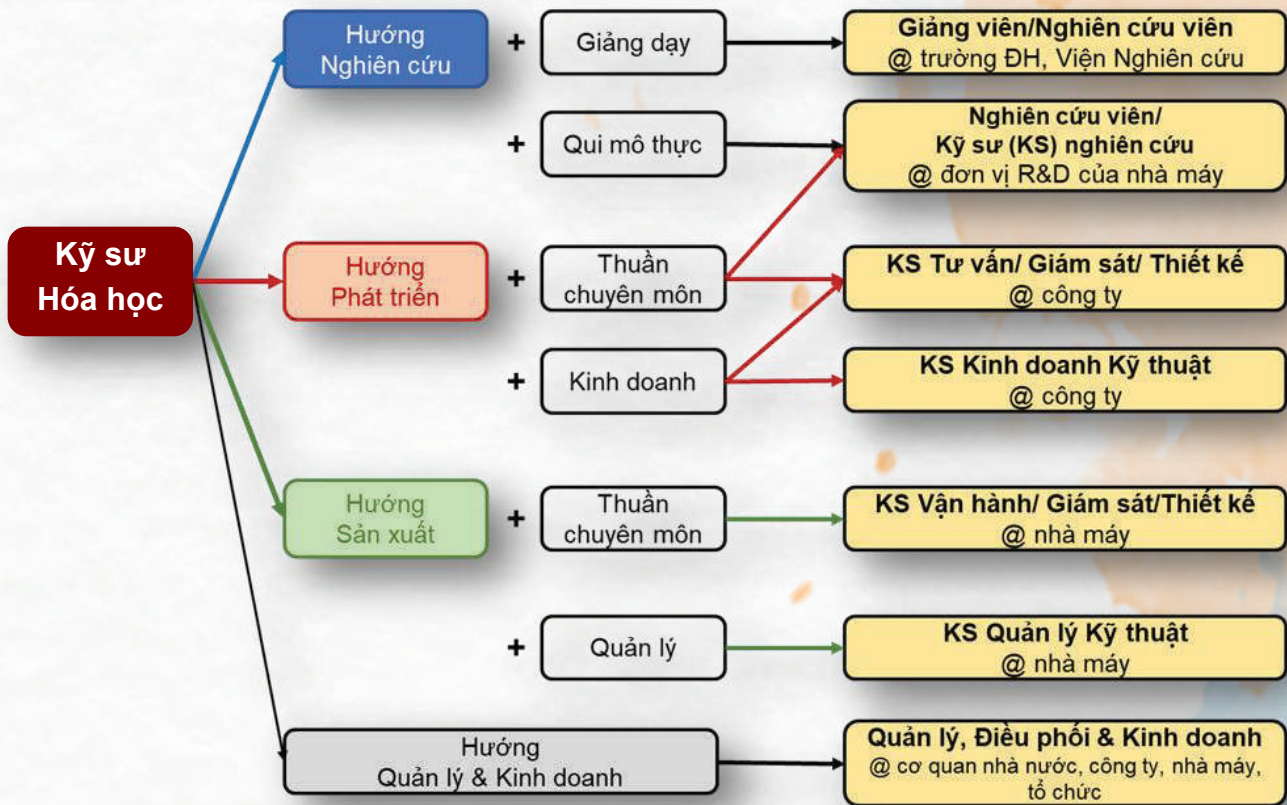 Hướng
Nghiên cứu
+
Giảng dạy
Giảng viên/Nghiên cứu viên
@ trường ĐH, Viện Nghiên cứu
+
Qui mô thực
Nghiên cứu viên/
Kỹ sư (KS) nghiên cứu
@ đơn vị R&D của nhà máy
Kỹ sư
Hóa học
Hướng
Phát triển
+
Thuần
chuyên môn
KS Tư vấn/ Giám sát/ Thiết kế
@ công ty
+
Kinh doanh
KS Kinh doanh Kỹ thuật
@ công ty
Hướng
Sản xuất
+
Thuần
chuyên môn
KS Vận hành/ Giám sát/Thiết kế
@ nhà máy
+
Quản lý
KS Quản lý Kỹ thuật
@ nhà máy
Hướng
Quản lý & Kinh doanh
Quản lý, Điều phối & Kinh doanh
@ cơ quan nhà nước, công ty, nhà máy,
tổ chức